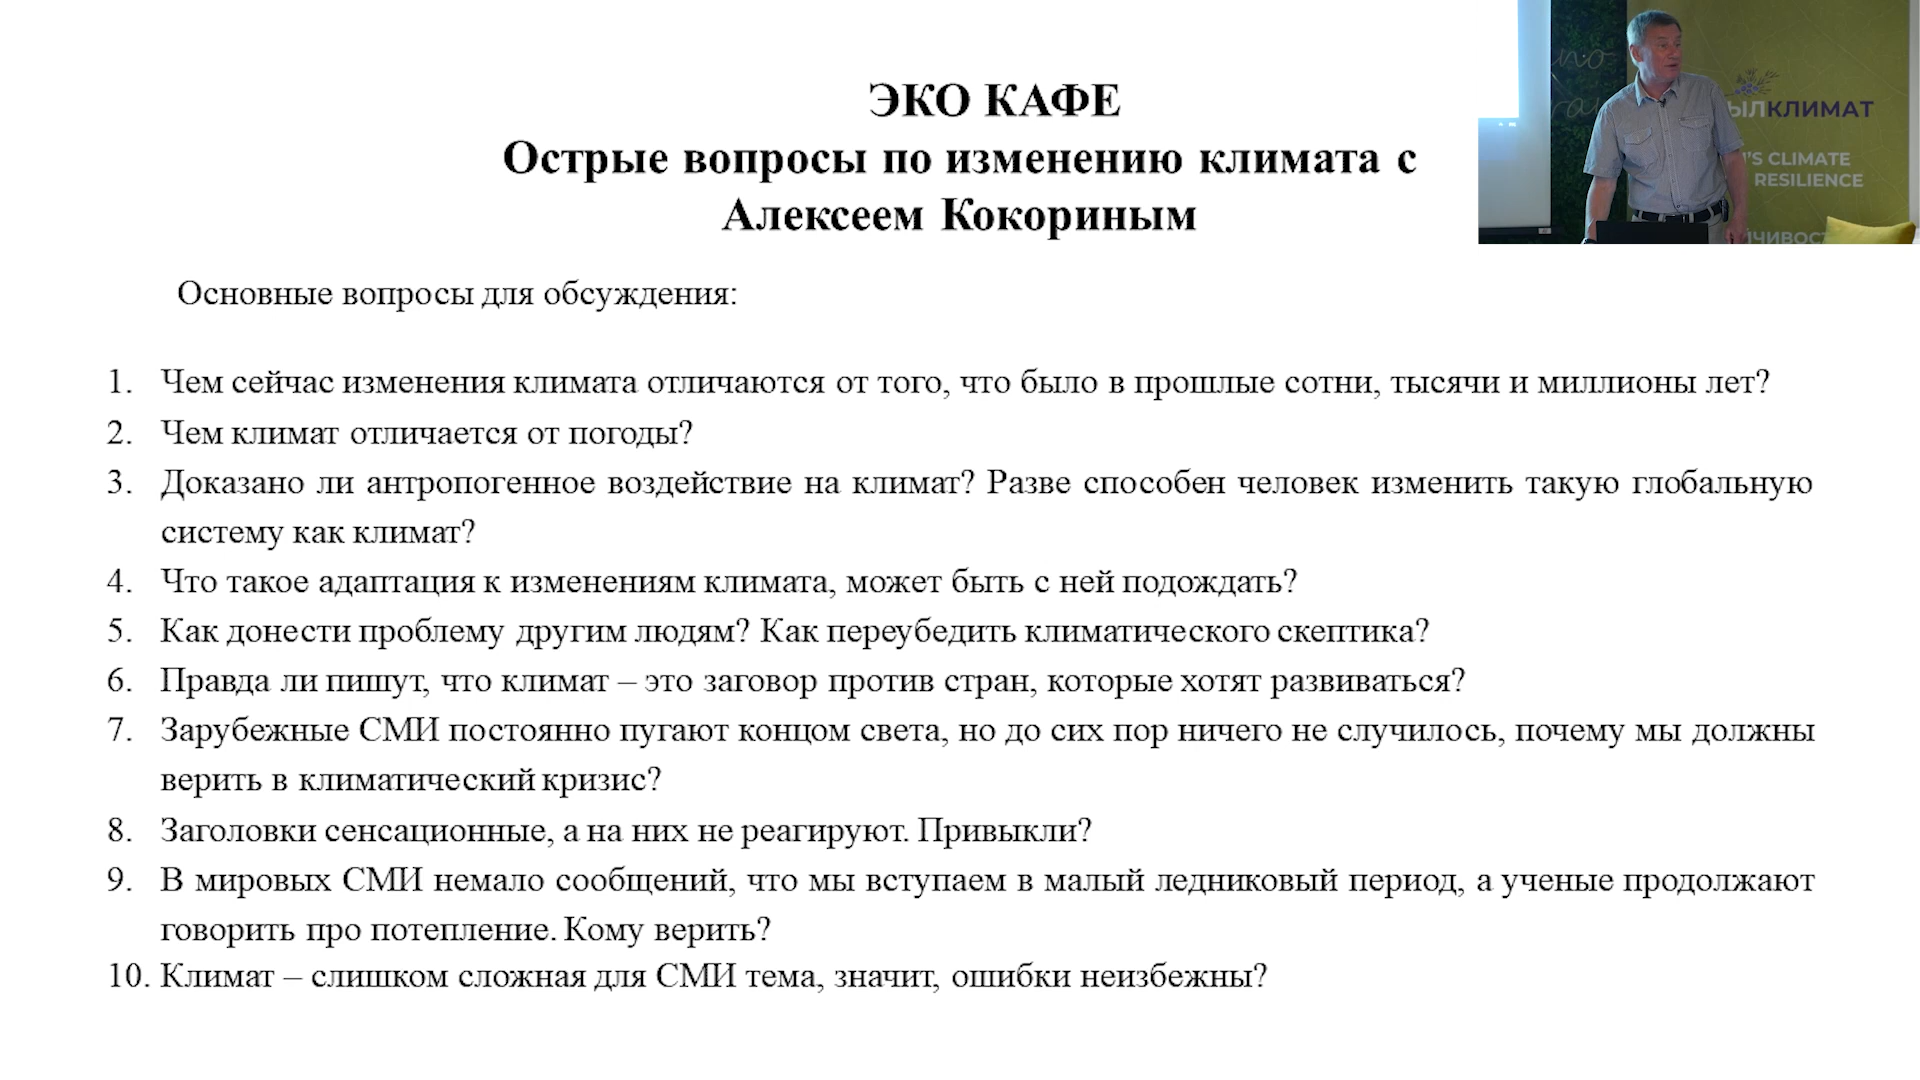 ЭКО КАФЕ
Острые вопросы по изменению климата с
Алексеем Кокориным
ЫЛКЛИМАТ
'S CLIMATE
RESILIENCE
Основные вопросы для обсуждения:
1. Чем сейчас изменения климата отличаются от того, что было в прошлые сотни, тысячи и миллионы лет?
2. Чем климат отличается от погоды?
3. Доказано ли антропогенное воздействие на климат? Разве способен человек изменить такую глобальную
систему как климат?
4. Что такое адаптация к изменениям климата, может быть с ней подождать?
5. Как донести проблему другим людям? Как переубедить климатического скептика?
6. Правда ли пишут, что климат – это заговор против стран, которые хотят развиваться?
7. Зарубежные СМИ постоянно пугают концом света, но до сих пор ничего не случилось, почему мы должны
верить в климатический кризис?
8. Заголовки сенсационные, а на них не реагируют. Привыкли?
9. В мировых СМИ немало сообщений, что мы вступаем в малый ледниковый период, а ученые продолжают
говорить про потепление. Кому верить?
10. Климат – слишком сложная для СМИ тема, значит, ошибки неизбежны?